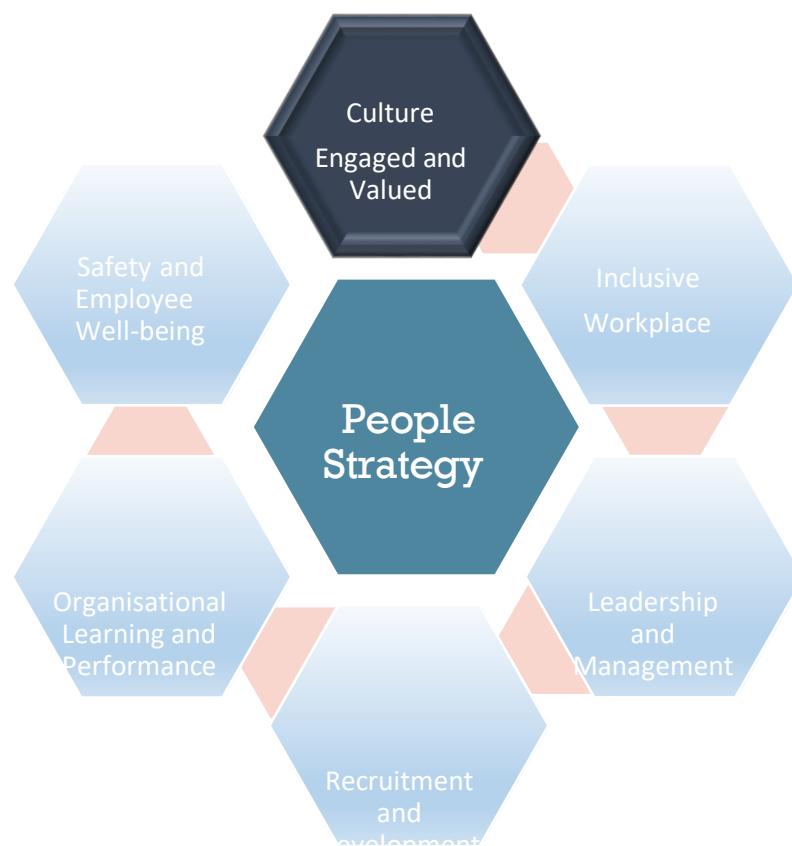 Culture
Engaged and
Valued
Safety and
Employee
Well-being
Inclusive
Workplace
People
Strategy
Organisational
Learning and
Performance
Leadership
and
Management
Recruitment
and